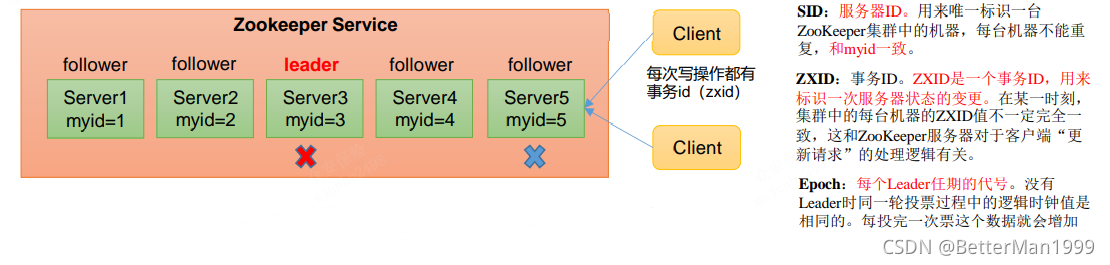 Zookeeper Service
follower
follower
leader
follower
follower
Server1
myid=1
Server2
myid=2
Server3
myid=3
Server4
myid=4
Server5
myid=5
Client
每次写操作都有
事务id（zxid）
Client
SID：服务器ID。用来唯一标识一台
ZooKeeper集群中的机器，每台机器不能重
复，和myid一致。
ZXID：事务ID。ZXID是一个事务ID，用来
标识一次服务器状态的变更。在某一时刻，
集群中的每台机器的ZXID值不一定完全一
致，这和ZooKeeper服务器对于客户端“更
新请求”的处理逻辑有关。
Epoch：每个Leader任期的代号。没有
Leader时同一轮投票过程中的逻辑时钟值是
相同的。每投完一次票这个数据就会增加
CSDN @BetterMan1999